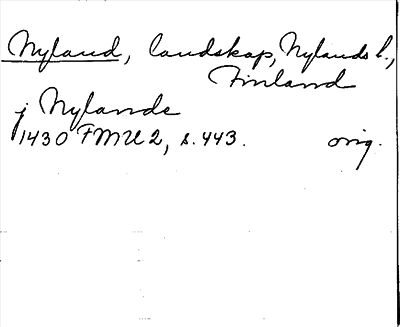 Nyland, landskap, Nylands l.,
Finland
j Nylande
1430 FMU 2, s. 443. orig.